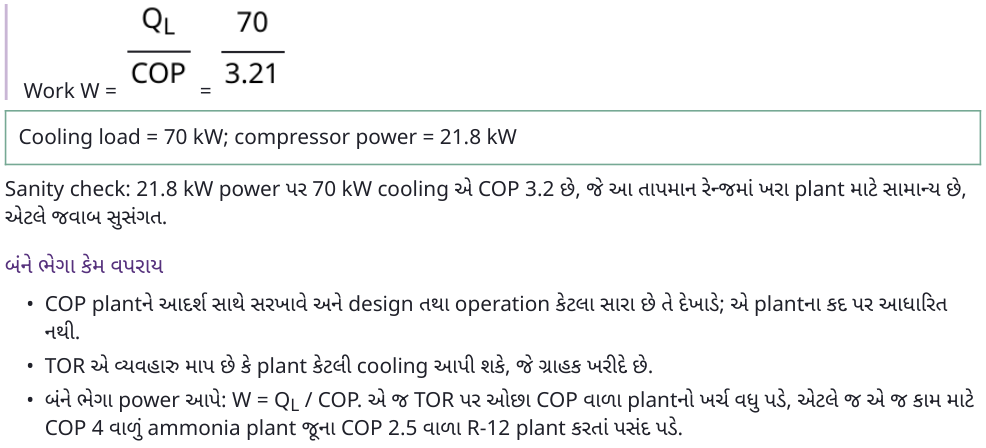 Work W = QL / COP = 70 / 3.21
Cooling load = 70 kW; compressor power = 21.8 kW
Sanity check: 21.8 kW power પર 70 kW cooling એ COP 3.2 છે, જે આ તાપમાન રેન્જમાં ખરા plant માટે સામાન્ય છે,
એટલે જવાબ સુસંગત.
બંને ભેગા કેમ વપરાય
• COP plantને આદર્શ સાથે સરખાવે અને design તથા operation કેટલા સારા છે તે દેખાડે; એ plantના કદ પર આધારિત
નથી.
• TOR એ વ્યવહારુ માપ છે કે plant કેટલી cooling આપી શકે, જે ગ્રાહક ખરીદે છે.
• બંને ભેગા power આપે: W = QL / COP. એ જ TOR પર ઓછા COP વાળા plantનો ખર્ચ વધુ પડે, એટલે જ એ જ કામ માટે
COP 4 વાળું ammonia plant જૂના COP 2.5 વાળા R-12 plant કરતાં પસંદ પડે.